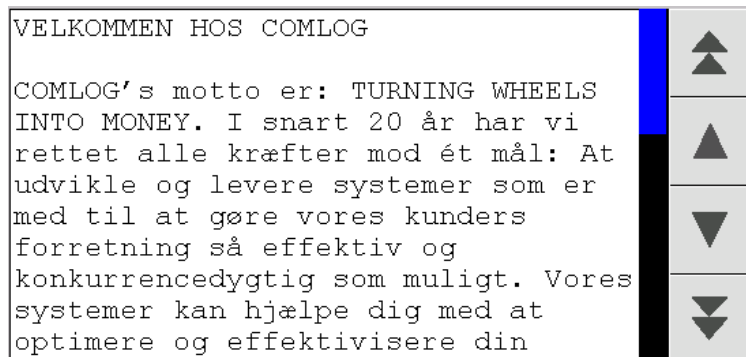 VELKOMMEN HOS COMLOG
COMLOG's motto er: TURNING WHEELS
INTO MONEY. I snart 20 år har vi
rettet alle kræfter mod ét mål: At
udvikle og levere systemer som er
med til at gøre vores kunders
forretning så effektiv og
konkurrencedygtig som muligt. Vores
systemer kan hjælpe dig med at
optimere og effektivisere din